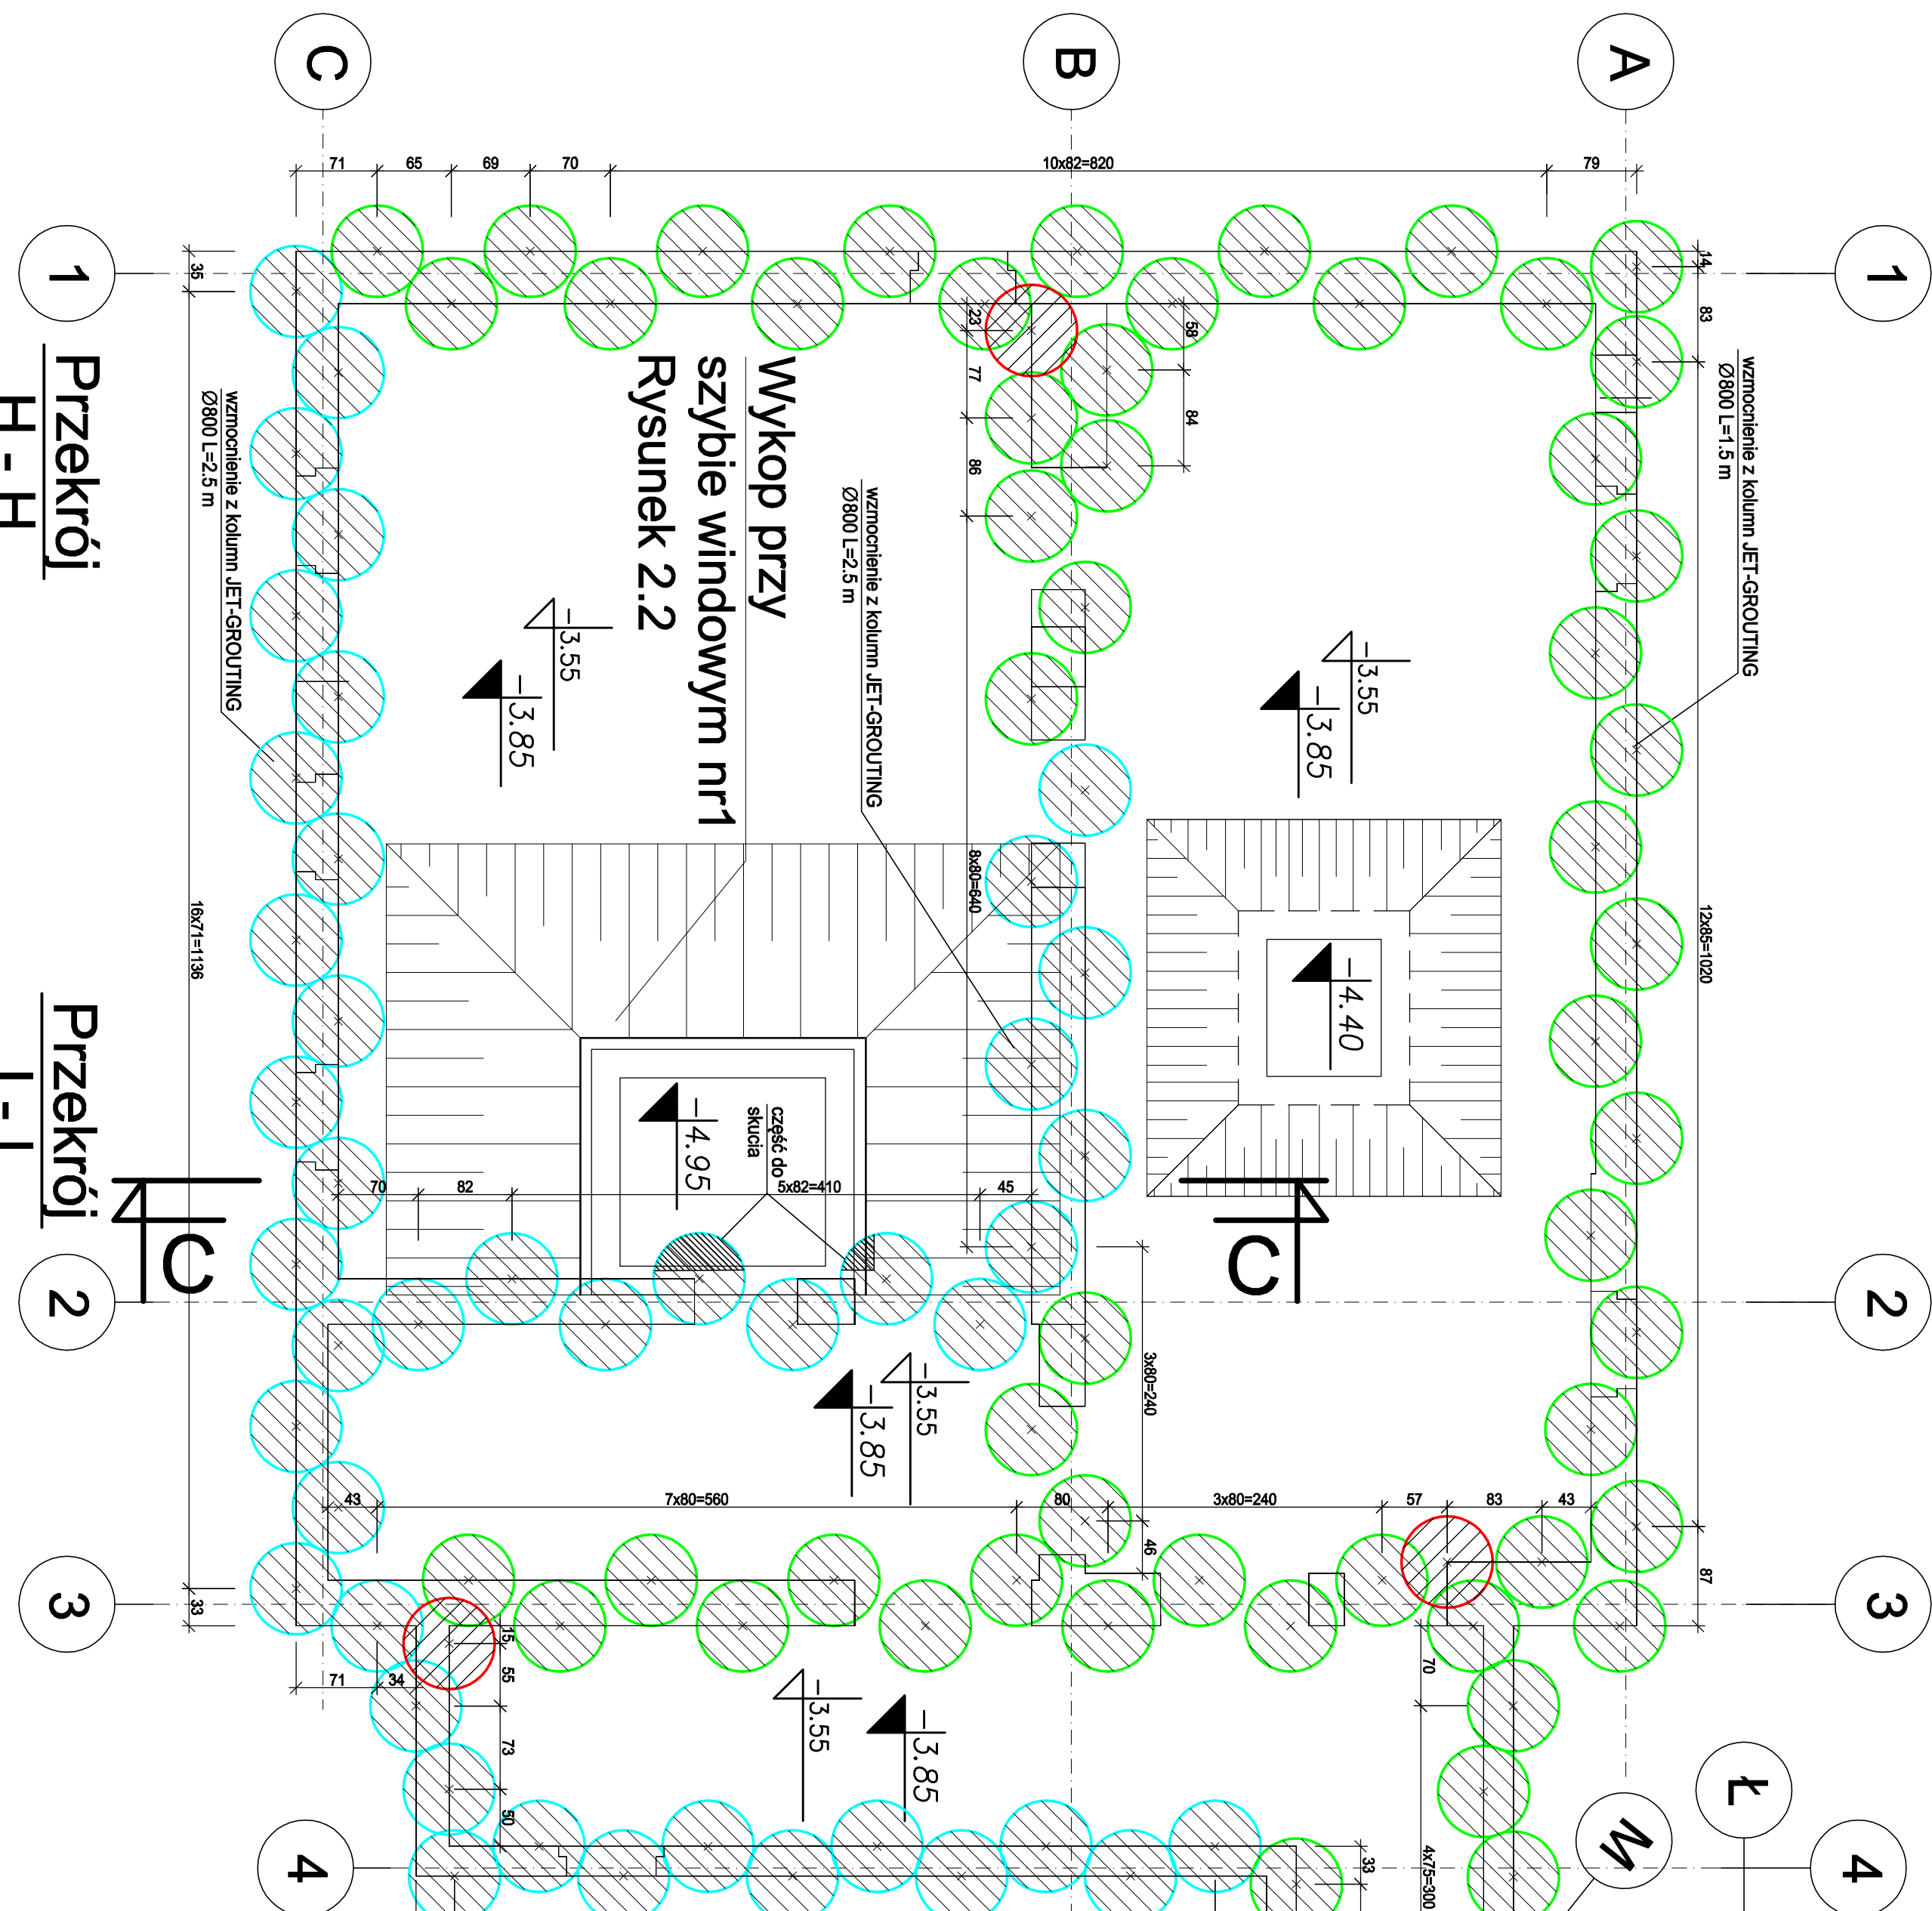 C
B
A
71
65
69
70
10x82=820
79
1
1
35
14
83
23
58
77
84
86
Przekrój
H - H
wzmocnienie z kolumn JET-GROUTING
Ø800 L=2.5 m
Wykop przy
szybie windowym nr1
Rysunek 2.2
wzmocnienie z kolumn JET-GROUTING
Ø800 L=2.5 m
wzmocnienie z kolumn JET-GROUTING
Ø800 L=1.5 m
-3.55
-3.85
-3.55
-3.85
8x80=640
16x71=1136
12x85=1020
-4.40
Przekrój
I - I
-4.95
część do
skucia
70
82
5x82=410
45
C
C
2
2
-3.55
-3.85
3x80=240
43
7x80=560
80
3x80=240
57
83
43
46
87
3
3
33
15
55
71
34
70
73
50
-3.55
-3.85
Ł
M
4
4
33
4x75=300